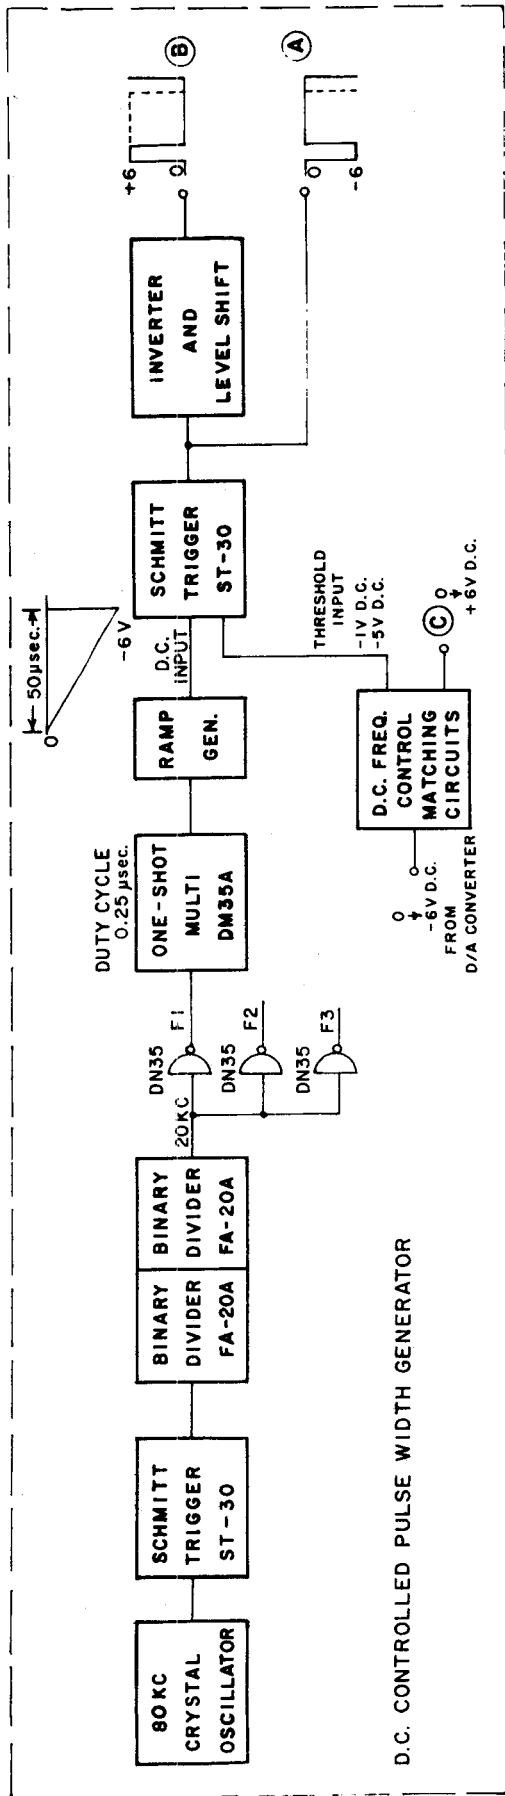 80KC
CRYSTAL
OSCILLATOR
SCHMITT
TRIGGER
ST-30
BINARY
DIVIDER
FA-20A
BINARY
DIVIDER
FA-20A
20KC
DN35
F1
DN35
F2
DN35
F3
DUTY CYCLE
0.25 µsec.
ONE-SHOT
MULTI
DM35A
RAMP
GEN.
0
50µsec.
-6V
D.C.
INPUT
SCHMITT
TRIGGER
ST-30
THRESHOLD
INPUT
-1V D.C.
-5V D.C.
0
-6V D.C.
FROM
D/A CONVERTER
D.C. FREQ.
CONTROL
MATCHING
CIRCUITS
C
0
+6V D.C.
INVERTER
AND
LEVEL SHIFT
+6
0
B
0
-6
A
D.C. CONTROLLED PULSE WIDTH GENERATOR